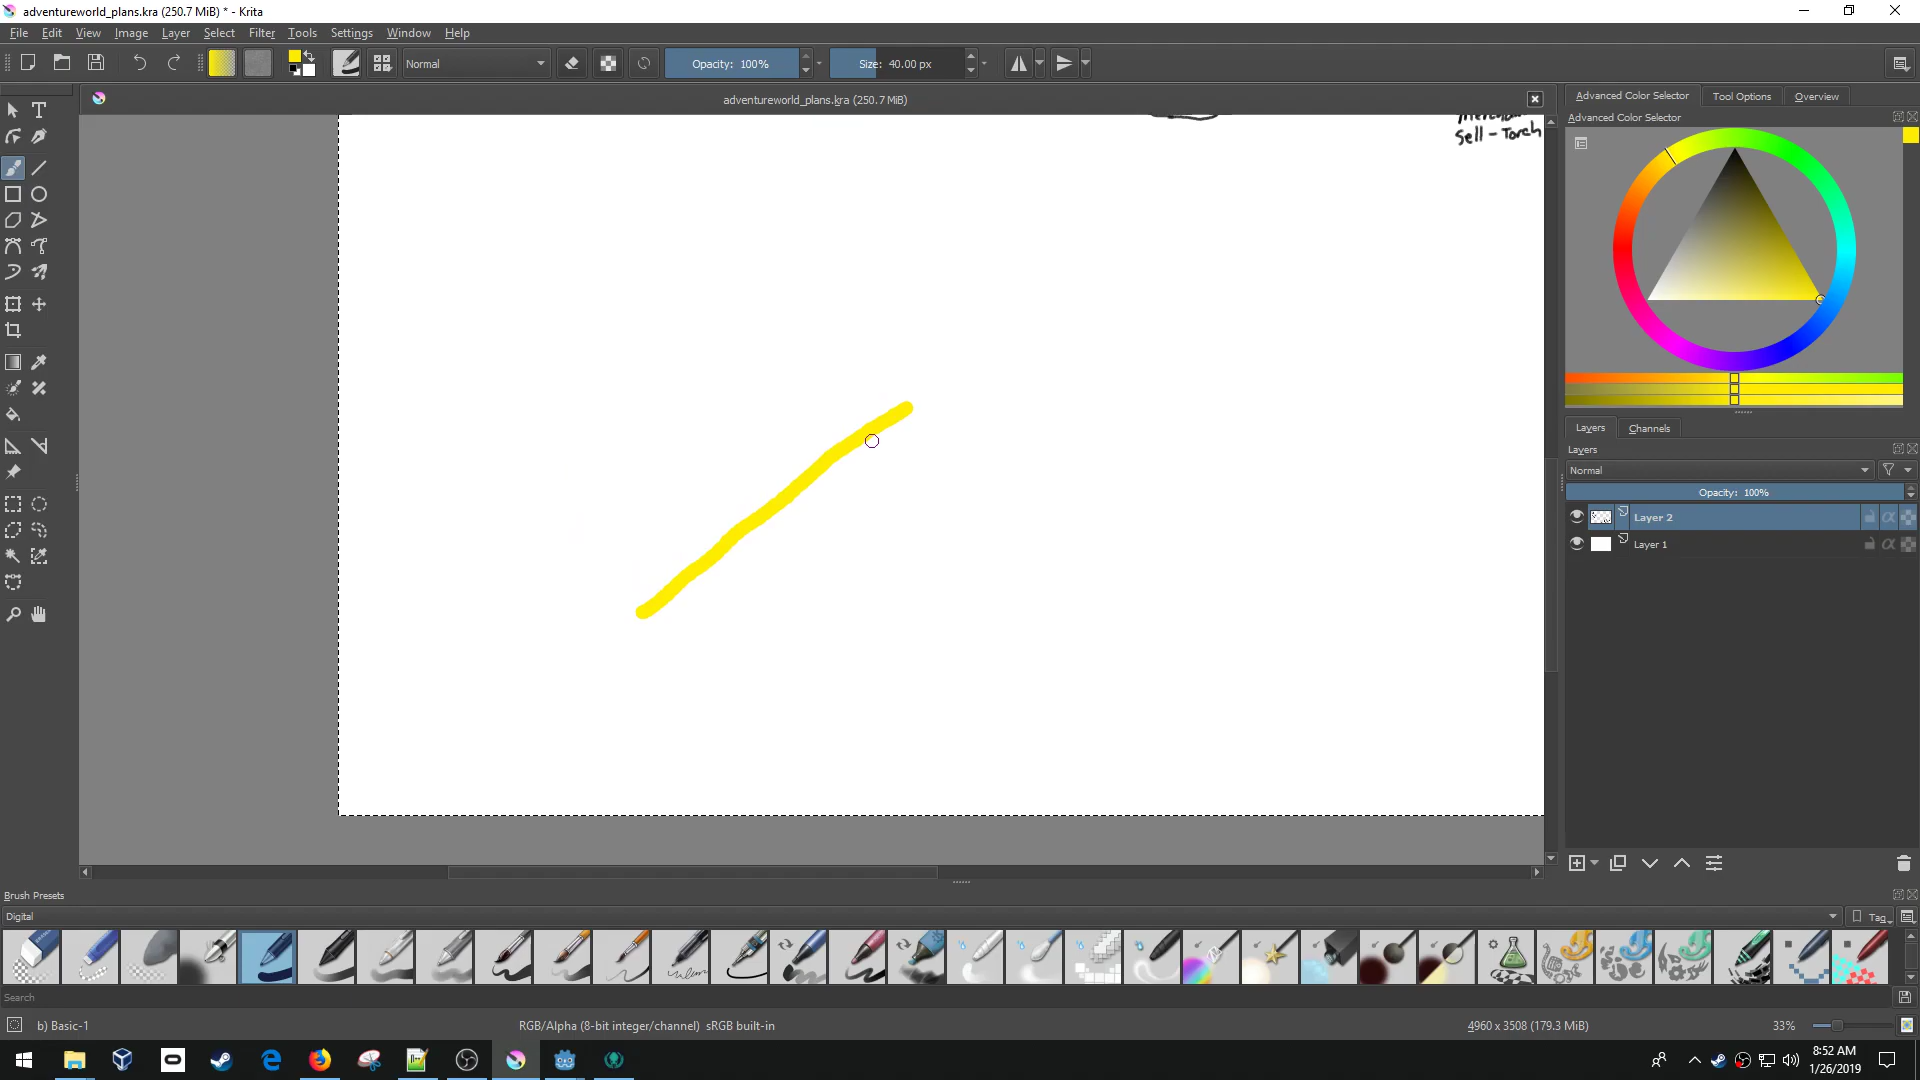 adventureworld_plans.kra (250.7 MiB) * - Krita
File Edit View Image Layer Select Filter Tools Settings Window Help
Normal Opacity: 100% Size: 40.00 px
adventureworld_plans.kra (250.7 MiB)
Sell - Torch
Advanced Color Selector Tool Options Overview
Advanced Color Selector
Layers Channels
Layers
Normal
Opacity: 100%
Layer 2
Layer 1
Brush Presets
Digital Tag
Search
b) Basic-1 RGB/Alpha (8-bit integer/channel) sRGB built-in 4960 x 3508 (179.3 MiB) 33%
8:52 AM
1/26/2019